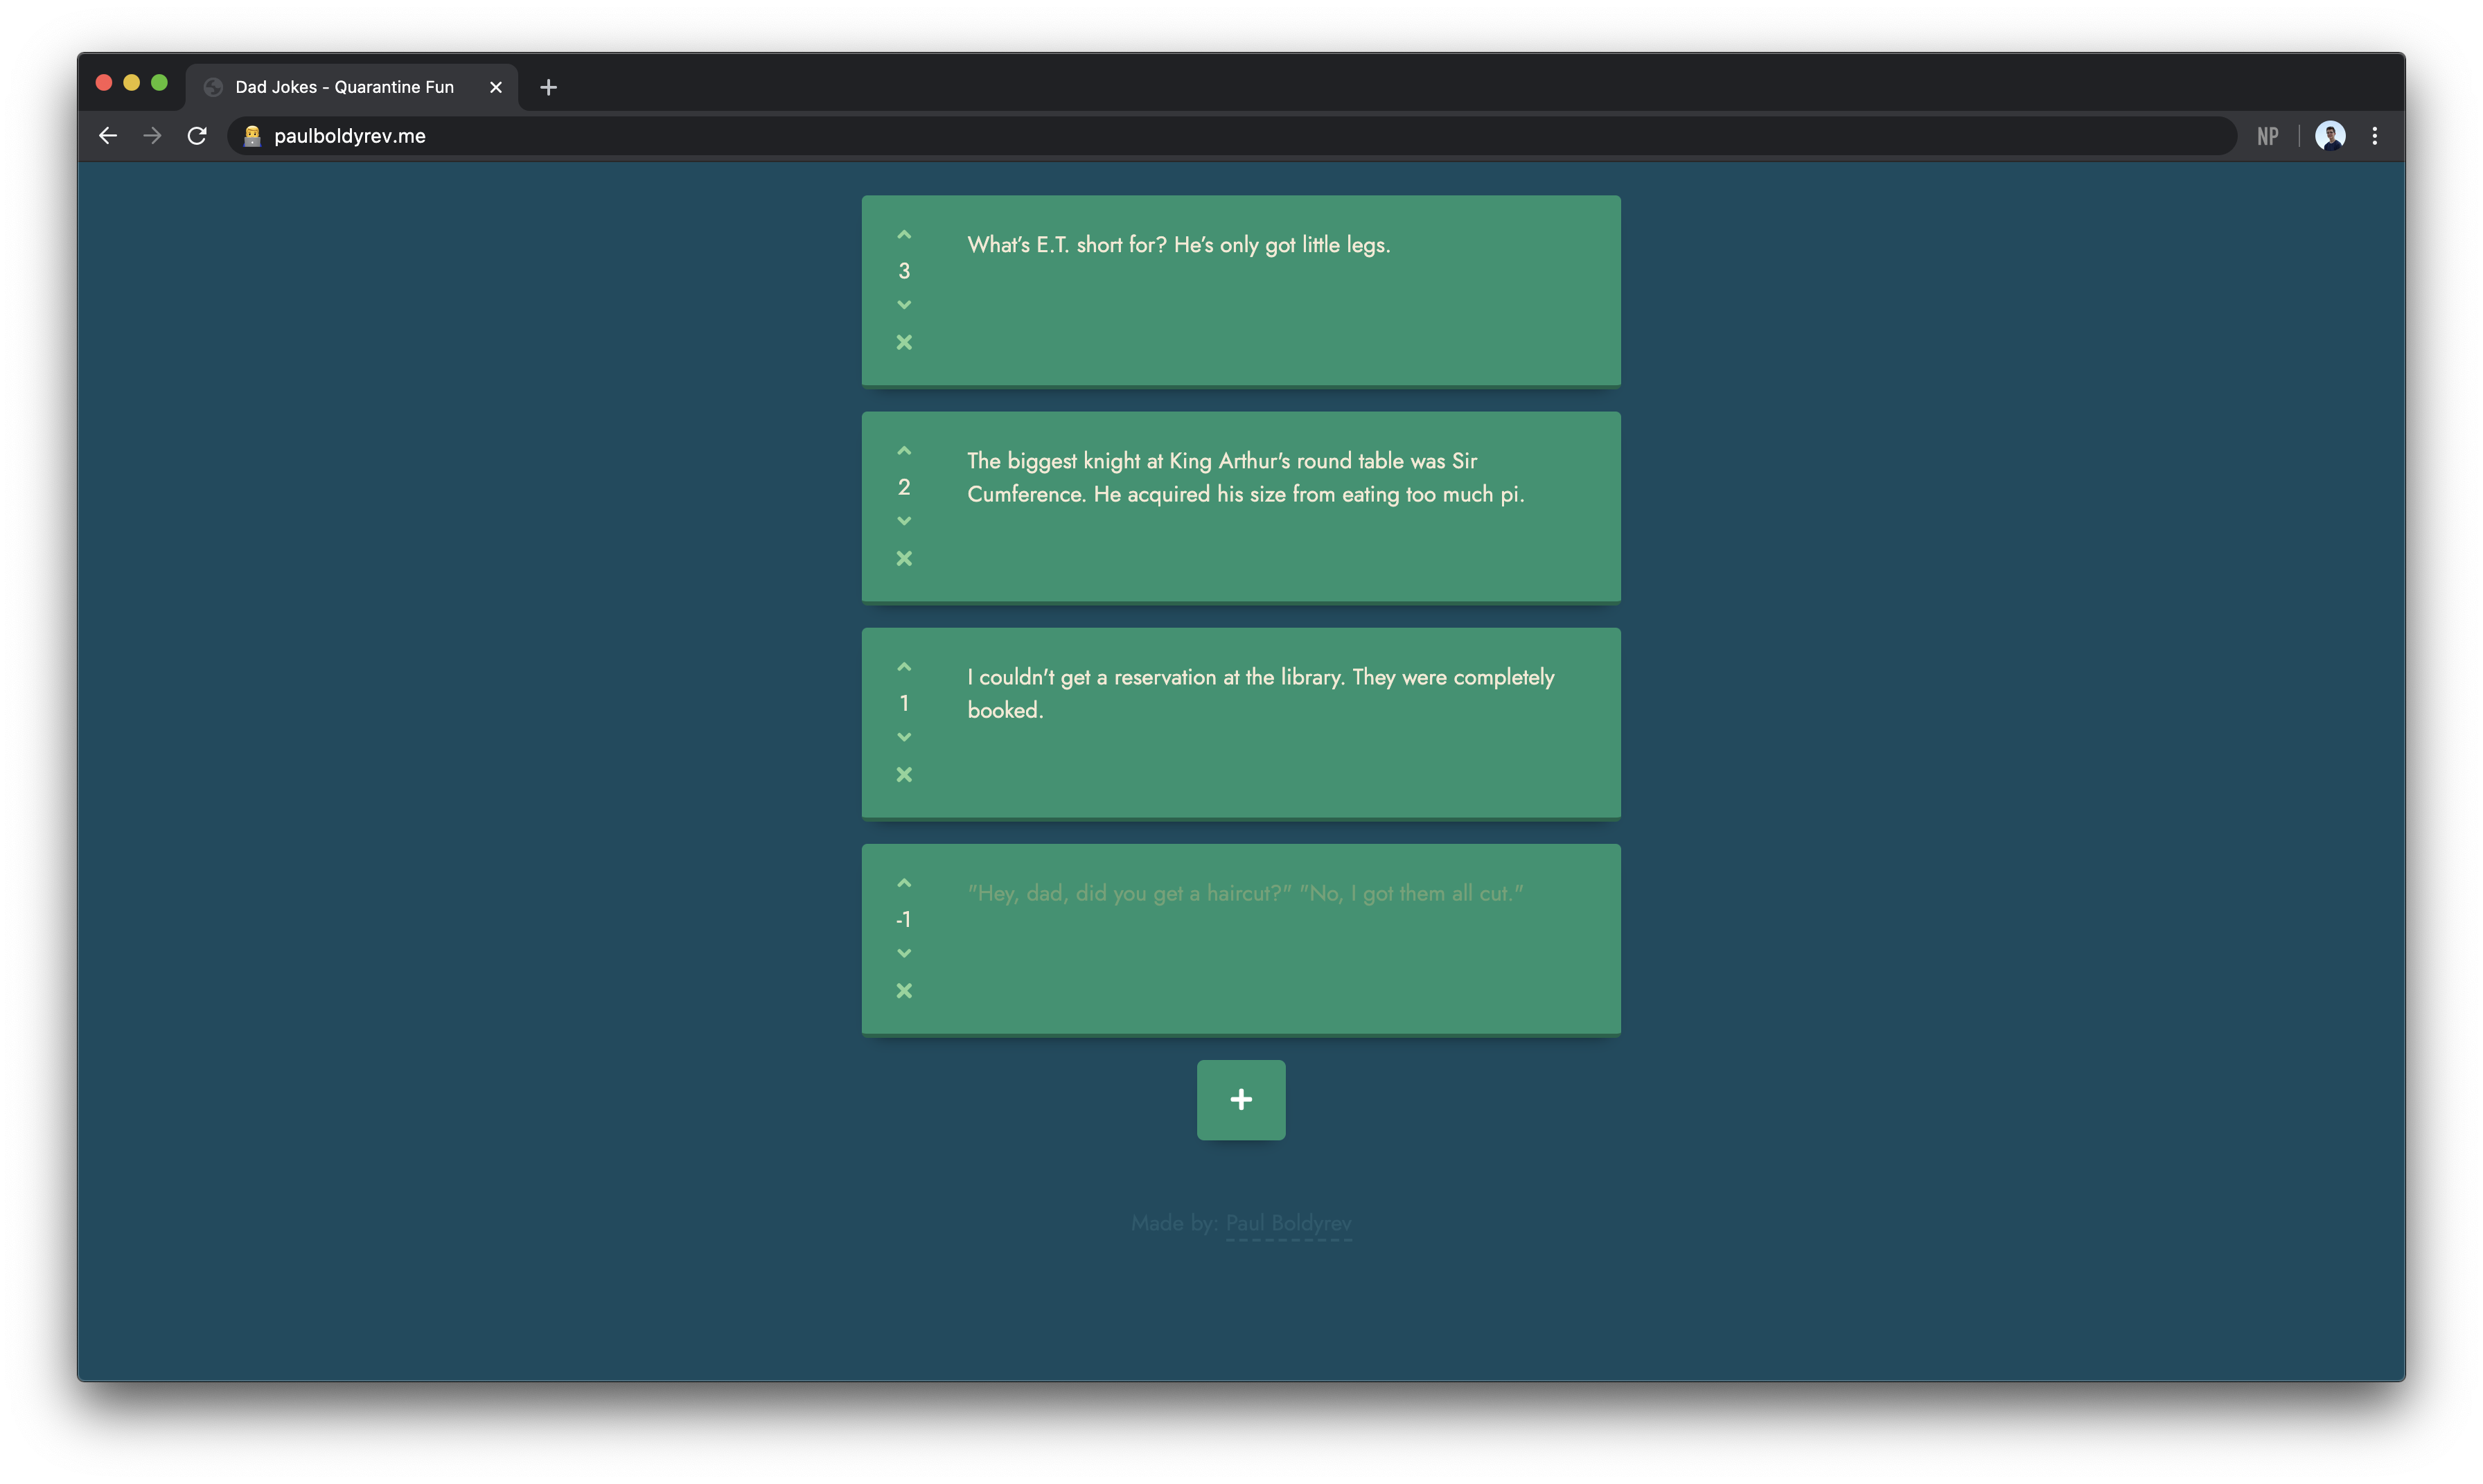 Dad Jokes - Quarantine Fun
paulboldyrev.me
NP
What's E.T. short for? He's only got little legs.
3
The biggest knight at King Arthur's round table was Sir
2
Cumference. He acquired his size from eating too much pi.
I couldn't get a reservation at the library. They were completely
1
booked.
"Hey, dad, did you get a haircut?" "No, I got them all cut."
-1
Made by: Paul Boldyrev